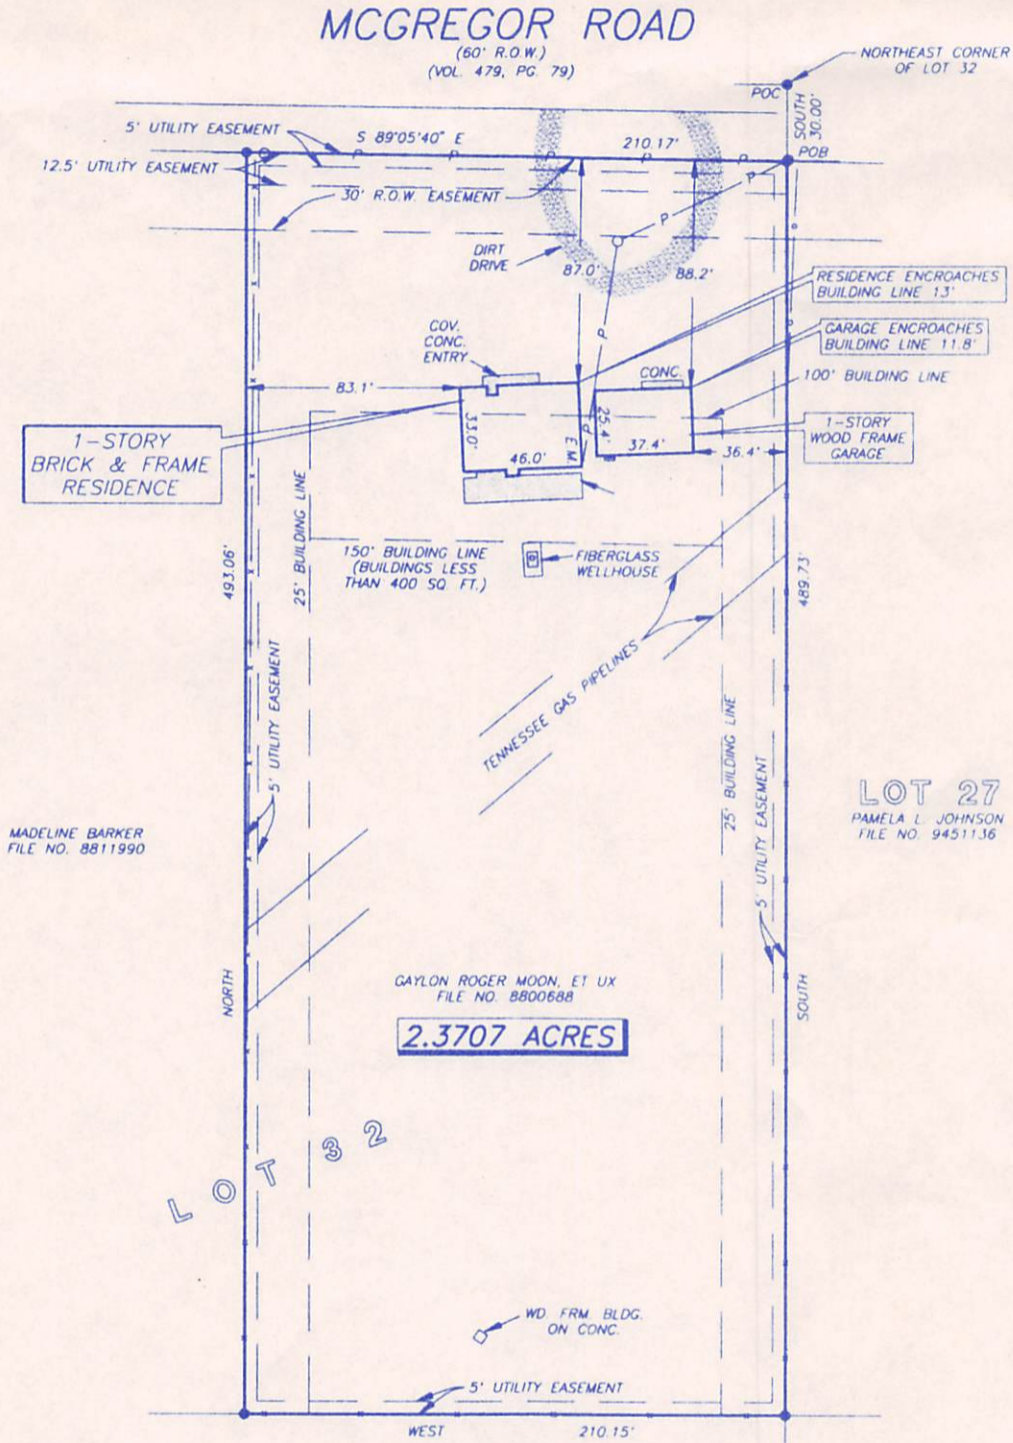 MCGREGOR ROAD
(60' R.O.W.)
(VOL. 479, PG. 79)
NORTHEAST CORNER
OF LOT 32
POC
SOUTH
30.00'
POB
5' UTILITY EASEMENT
S 89°05'40" E
210.17'
12.5' UTILITY EASEMENT
30' R.O.W. EASEMENT
DIRT
DRIVE
87.0'
88.2'
RESIDENCE ENCROACHES
BUILDING LINE 13'
GARAGE ENCROACHES
BUILDING LINE 11.8'
100' BUILDING LINE
COV.
CONC.
ENTRY
CONC.
83.1'
1-STORY
BRICK & FRAME
RESIDENCE
33.0'
46.0'
E.M.
25.4'
37.4'
36.4'
1-STORY
WOOD FRAME
GARAGE
25' BUILDING LINE
150' BUILDING LINE
(BUILDINGS LESS
THAN 400 SQ. FT.)
FIBERGLASS
WELLHOUSE
493.06'
489.73'
5' UTILITY EASEMENT
TENNESSEE GAS PIPELINES
25' BUILDING LINE
5' UTILITY EASEMENT
LOT 27
PAMELA L. JOHNSON
FILE NO. 9451136
MADELINE BARKER
FILE NO. 8811990
NORTH
SOUTH
GAYLON ROGER MOON, ET UX
FILE NO. 8800688
2.3707 ACRES
LOT 32
WD. FRM. BLDG.
ON CONC.
5' UTILITY EASEMENT
WEST
210.15'